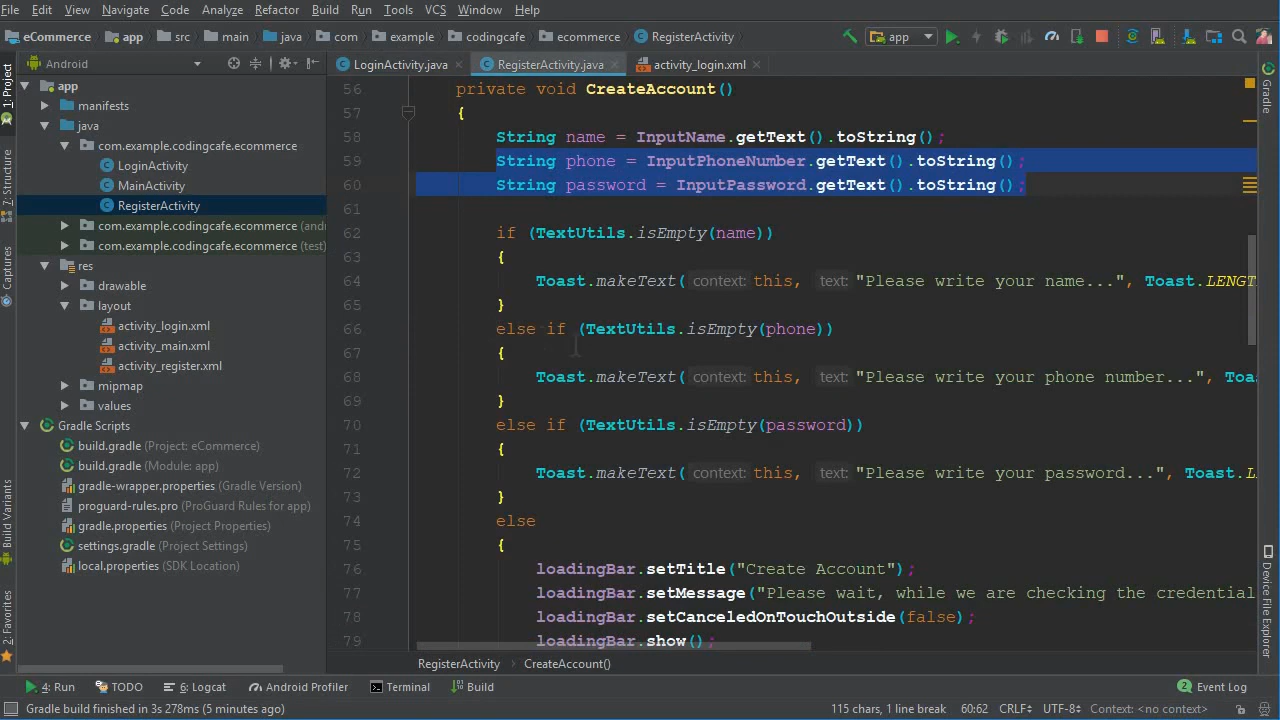 File Edit View Navigate Code Analyze Refactor Build Run Tools VCS Window Help
eCommerce app src main java com example codingcafe ecommerce RegisterActivity app
Android LoginActivity.java RegisterActivity.java activity_login.xml
1: Project
7: Structure
Captures
Build Variants
2: Favorites
app
manifests
java
com.example.codingcafe.ecommerce
LoginActivity
MainActivity
RegisterActivity
com.example.codingcafe.ecommerce (and
com.example.codingcafe.ecommerce (test)
res
drawable
layout
activity_login.xml
activity_main.xml
activity_register.xml
mipmap
values
Gradle Scripts
build.gradle (Project: eCommerce)
build.gradle (Module: app)
gradle-wrapper.properties (Gradle Version)
proguard-rules.pro (ProGuard Rules for app)
gradle.properties (Project Properties)
settings.gradle (Project Settings)
local.properties (SDK Location)
56 private void CreateAccount()
57 {
58 String name = InputName.getText().toString();
59 String phone = InputPhoneNumber.getText().toString();
60 String password = InputPassword.getText().toString();
61
62 if (TextUtils.isEmpty(name))
63 {
64 Toast.makeText( context: this, text: "Please write your name...", Toast.LENGT
65 }
66 else if (TextUtils.isEmpty(phone))
67 {
68 Toast.makeText( context: this, text: "Please write your phone number...", Toa
69 }
70 else if (TextUtils.isEmpty(password))
71 {
72 Toast.makeText( context: this, text: "Please write your password...", Toast.L
73 }
74 else
75 {
76 loadingBar.setTitle("Create Account");
77 loadingBar.setMessage("Please wait, while we are checking the credential
78 loadingBar.setCanceledOnTouchOutside(false);
79 loadingBar.show();
RegisterActivity CreateAccount()
Gradle
Device File Explorer
4: Run TODO 6: Logcat Android Profiler Terminal Build 2 Event Log
Gradle build finished in 3s 278ms (5 minutes ago) 115 chars, 1 line break 60:62 CRLF÷ UTF-8÷ Context: <no context>